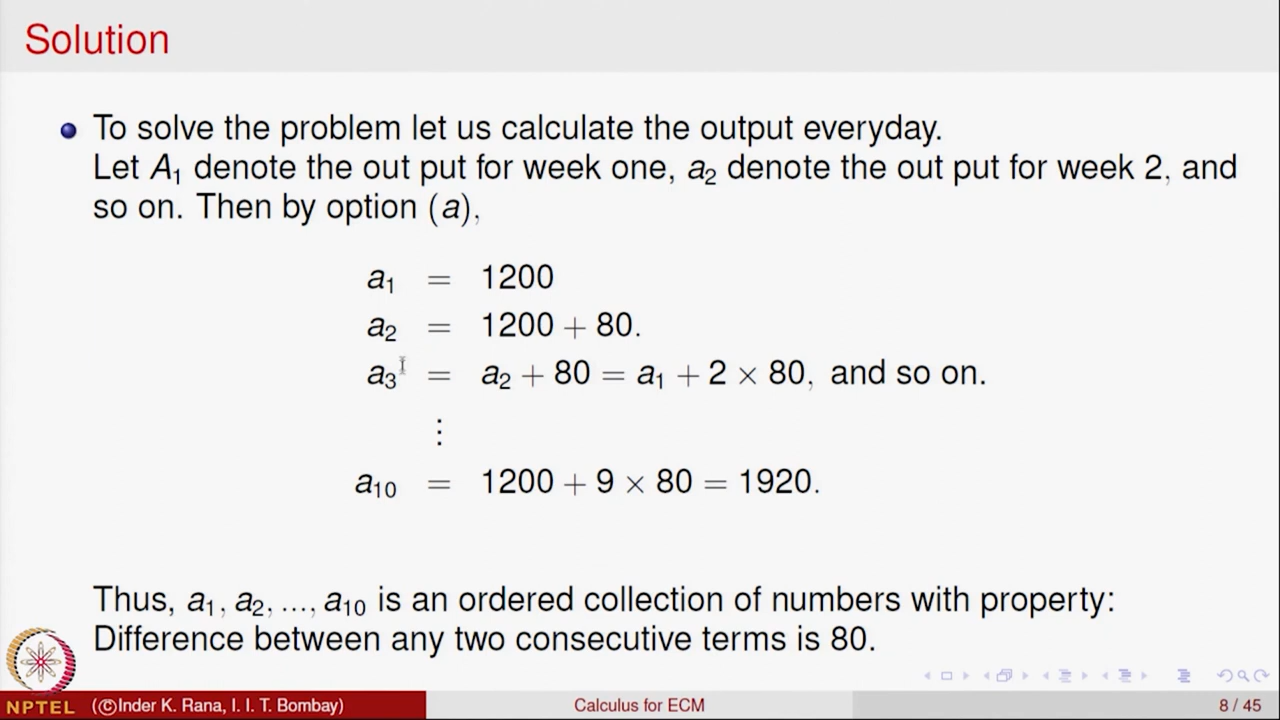 Solution
To solve the problem let us calculate the output everyday.
Let A₁ denote the out put for week one, a₂ denote the out put for week 2, and
so on. Then by option (a),
a₁ = 1200
a₂ = 1200 + 80.
a₃ = a₂ + 80 = a₁ + 2 × 80, and so on.
⋮
a₁₀ = 1200 + 9 × 80 = 1920.
Thus, a₁, a₂, ..., a₁₀ is an ordered collection of numbers with property:
Difference between any two consecutive terms is 80.
NPTEL (©Inder K. Rana, I. I. T. Bombay) Calculus for ECM 8 / 45